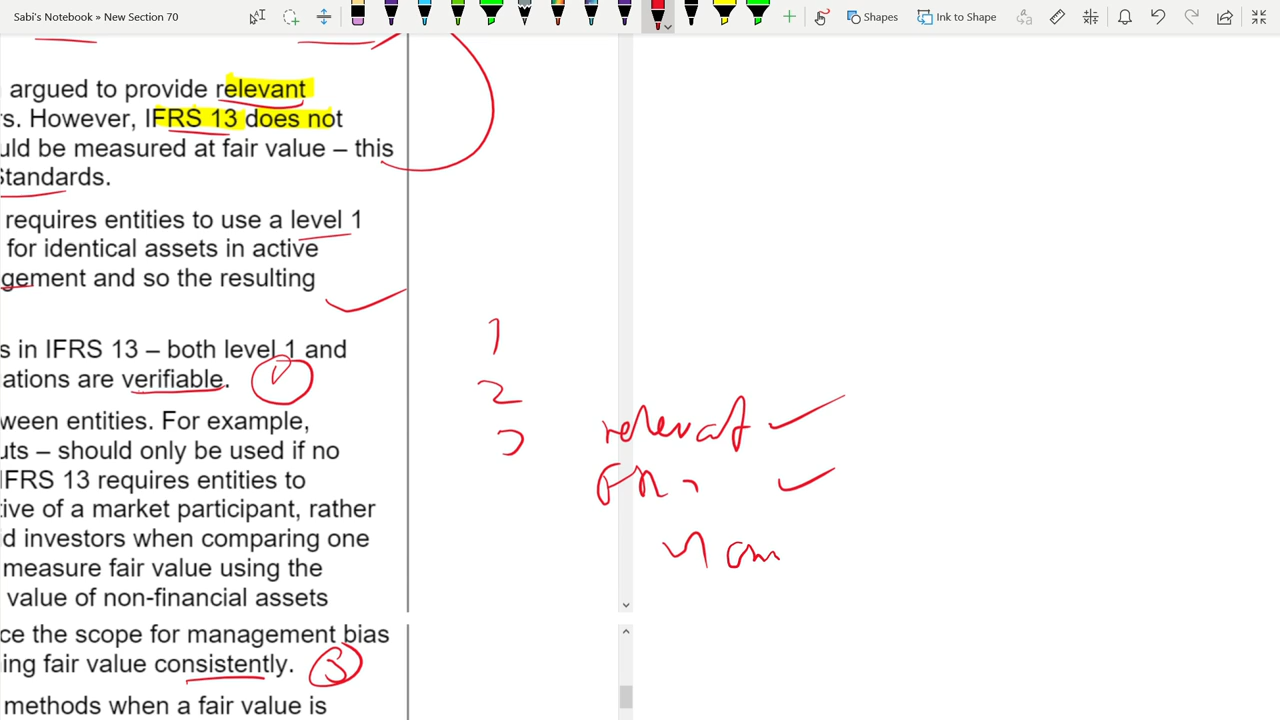 Sabi's Notebook » New Section 70
Shapes
Ink to Shape
argued to provide relevant
rs. However, IFRS 13 does not
uld be measured at fair value – this
Standards.
requires entities to use a level 1
for identical assets in active
gement and so the resulting
s in IFRS 13 – both level 1 and
ations are verifiable.
ween entities. For example,
uts – should only be used if no
IFRS 13 requires entities to
tive of a market participant, rather
d investors when comparing one
measure fair value using the
value of non-financial assets
ce the scope for management bias
ing fair value consistently.
methods when a fair value is
1
2
3